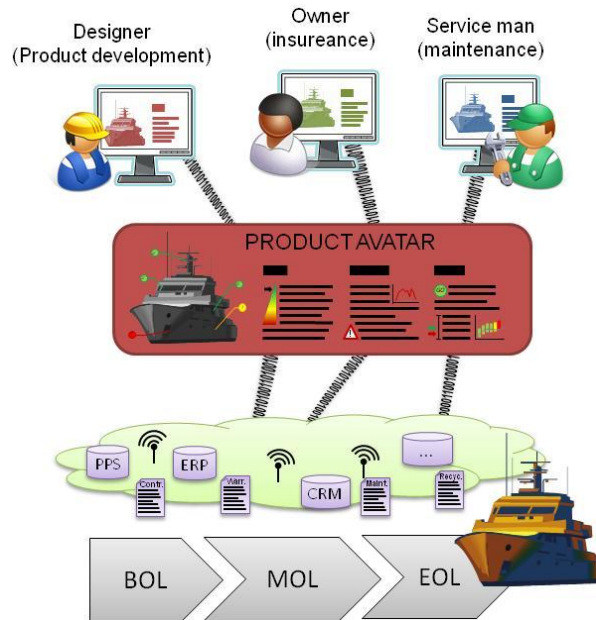 Designer
(Product development)
Owner
(insureance)
Service man
(maintenance)
PRODUCT AVATAR
GO
PPS
ERP
CRM
...
Contr.
Warr.
Maint.
Recyc.
BOL
MOL
EOL